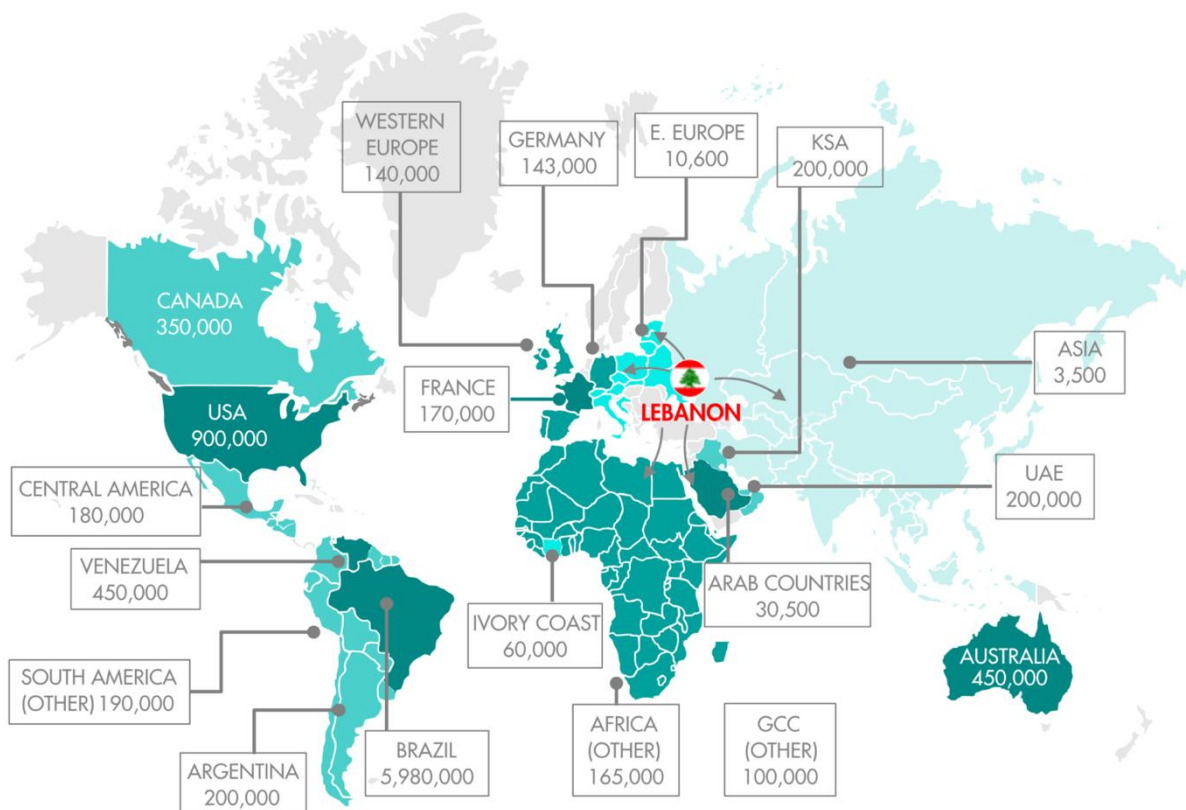 WESTERN
EUROPE
140,000
GERMANY
143,000
E. EUROPE
10,600
KSA
200,000
CANADA
350,000
FRANCE
170,000
LEBANON
ASIA
3,500
USA
900,000
CENTRAL AMERICA
180,000
UAE
200,000
VENEZUELA
450,000
IVORY COAST
60,000
ARAB COUNTRIES
30,500
SOUTH AMERICA
(OTHER) 190,000
AUSTRALIA
450,000
ARGENTINA
200,000
BRAZIL
5,980,000
AFRICA
(OTHER)
165,000
GCC
(OTHER)
100,000